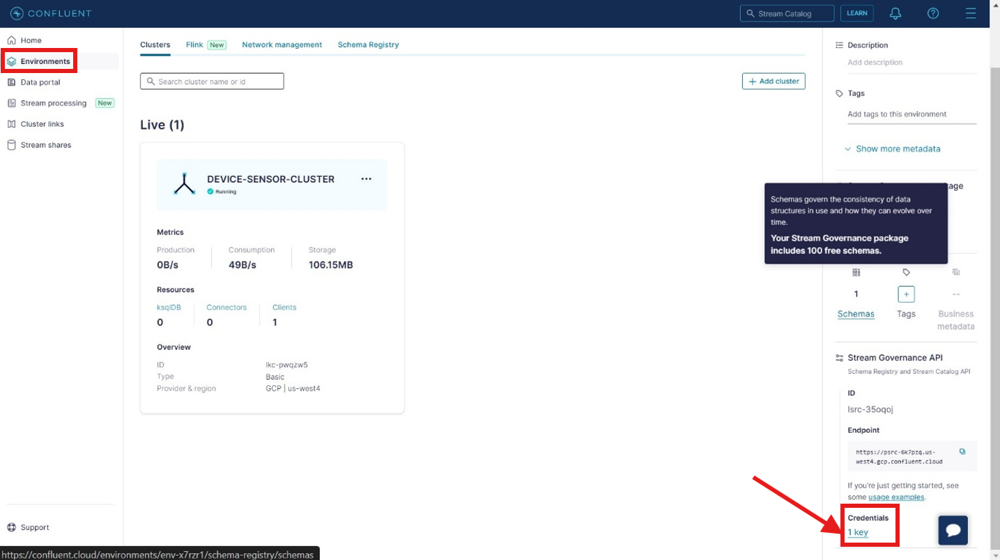 CONFLUENT
Stream Catalog
LEARN
Home
Environments
Data portal
Stream processing New
Cluster links
Stream shares
Support
Clusters Flink New Network management Schema Registry
Search cluster name or id
+ Add cluster
Live (1)
DEVICE-SENSOR-CLUSTER
Running
Metrics
Production Consumption Storage
0B/s 49B/s 106.15MB
Resources
ksqlDB Connectors Clients
0 0 1
Overview
ID lkc-pwqzw5
Type Basic
Provider & region GCP | us-west4
Description
Add description
Tags
Add tags to this environment
Show more metadata
Schemas govern the consistency of data
structures in use and how they can evolve over
time.
Your Stream Governance package
includes 100 free schemas.
1 + --
Schemas Tags Business
metadata
Stream Governance API
Schema Registry and Stream Catalog API
ID
lsrc-35oqoj
Endpoint
https://psrc-6k7pzq.us-
west4.gcp.confluent.cloud
If you're just getting started, see
some usage examples.
Credentials
1 key
https://confluent.cloud/environments/env-x7rzr1/schema-registry/schemas